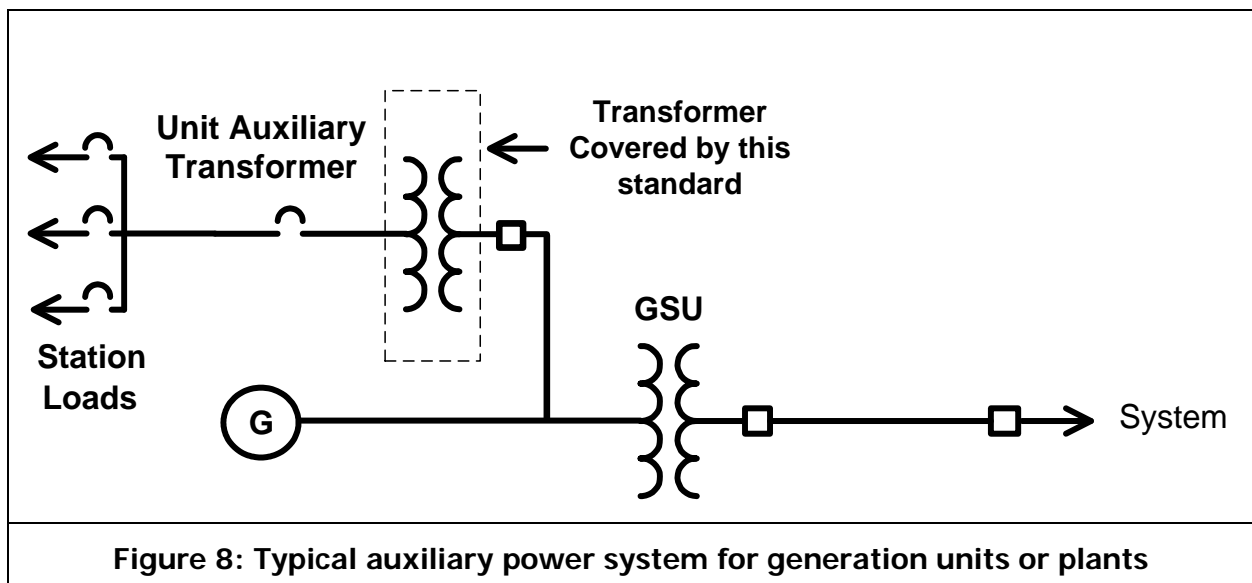 Unit Auxiliary
Transformer
Transformer
Covered by this
standard
GSU
Station
Loads
G
System
Figure 8: Typical auxiliary power system for generation units or plants